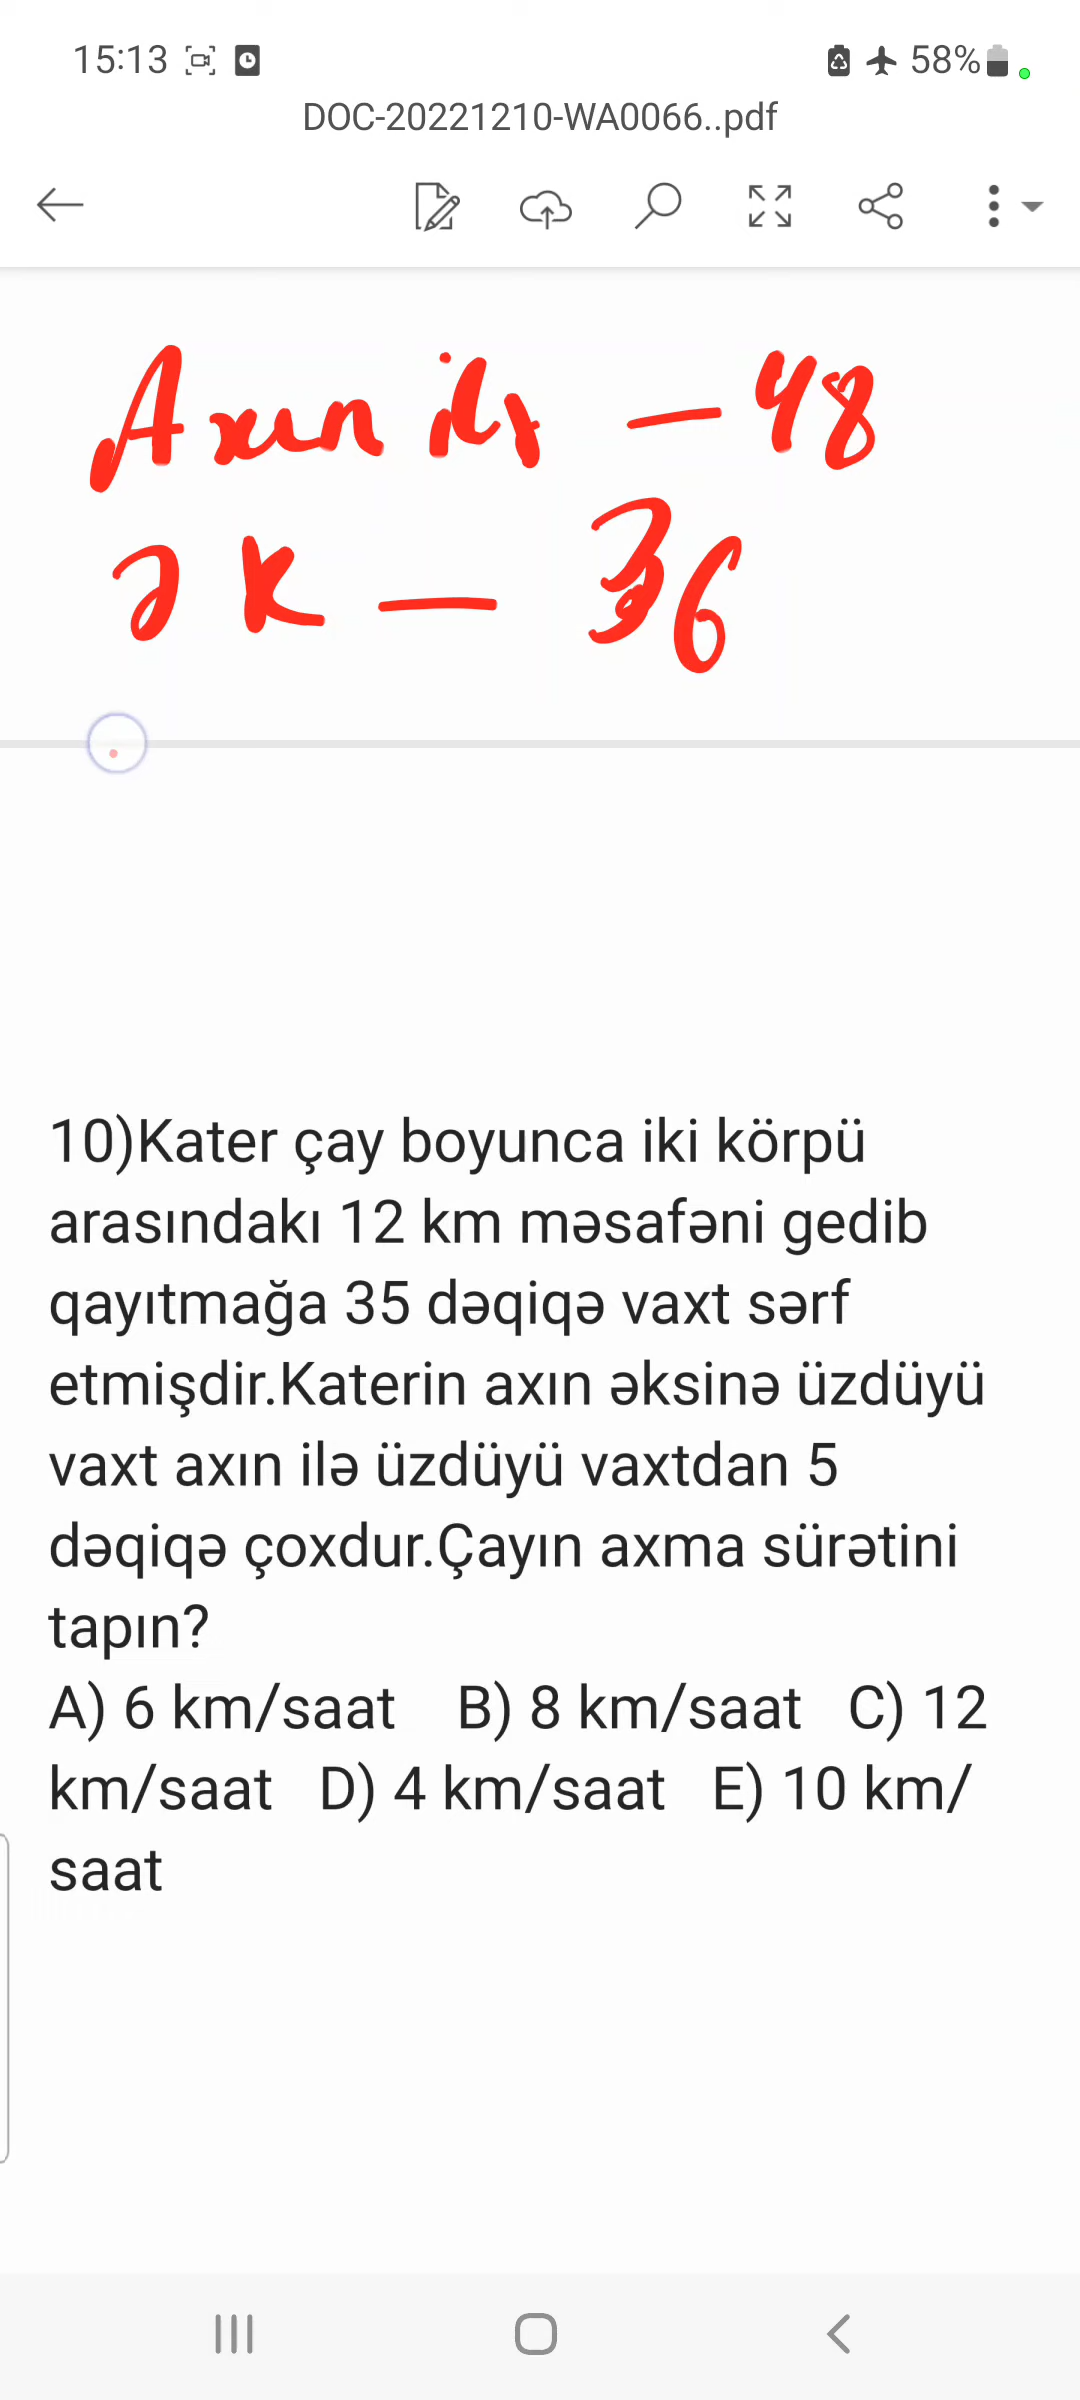 15:13 58%
DOC-20221210-WA0066..pdf
Axın ilə – 48
Ək – 36
10)Kater çay boyunca iki körpü
arasındakı 12 km məsafəni gedib
qayıtmağa 35 dəqiqə vaxt sərf
etmişdir.Katerin axın əksinə üzdüyü
vaxt axın ilə üzdüyü vaxtdan 5
dəqiqə çoxdur.Çayın axma sürətini
tapın?
A) 6 km/saat B) 8 km/saat C) 12
km/saat D) 4 km/saat E) 10 km/
saat